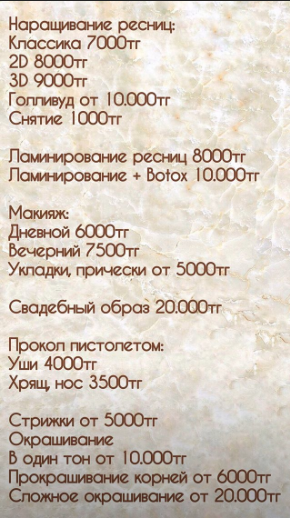 Наращивание ресниц:
Классика 7000тг
2D 8000тг
3D 9000тг
Голливуд от 10.000тг
Снятие 1000тг
Ламинирование ресниц 8000тг
Ламинирование + Botox 10.000тг
Макияж:
Дневной 6000тг
Вечерний 7500тг
Укладки, прически от 5000тг
Свадебный образ 20.000тг
Прокол пистолетом:
Уши 4000тг
Хрящ, нос 3500тг
Стрижки от 5000тг
Окрашивание
В один тон от 10.000тг
Прокрашивание корней от 6000тг
Сложное окрашивание от 20.000тг